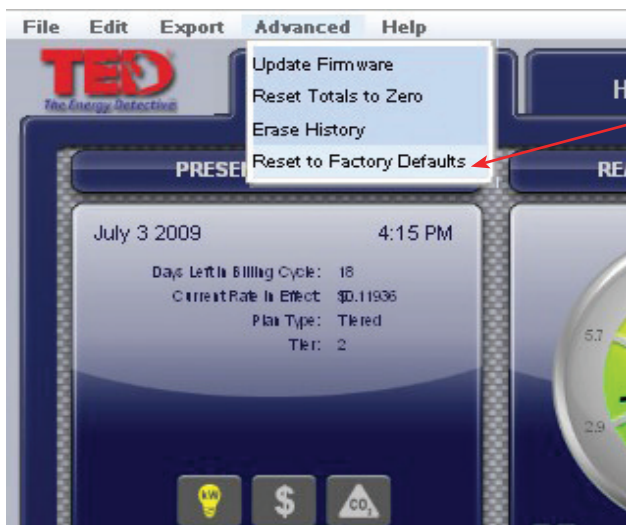 File Edit Export Advanced Help
TED
The Energy Detective
Update Firmware
Reset Totals to Zero
Erase History
Reset to Factory Defaults
H
PRESE
REA
July 3 2009 4:15 PM
Days Left In Billing Cycle: 18
Current Rate In Effect: $0.11936
Plan Type: Tiered
Tier: 2
5.7
2.9
kW
$
CO₂